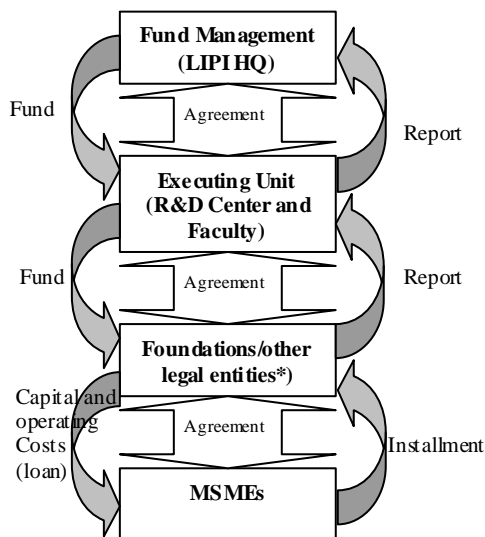 Fund Management
(LIPI HQ)
Fund
Agreement
Report
Executing Unit
(R&D Center and
Faculty)
Fund
Agreement
Report
Foundations/other
legal entities*)
Capital and
operating
Costs
(loan)
Agreement
Installment
MSMEs